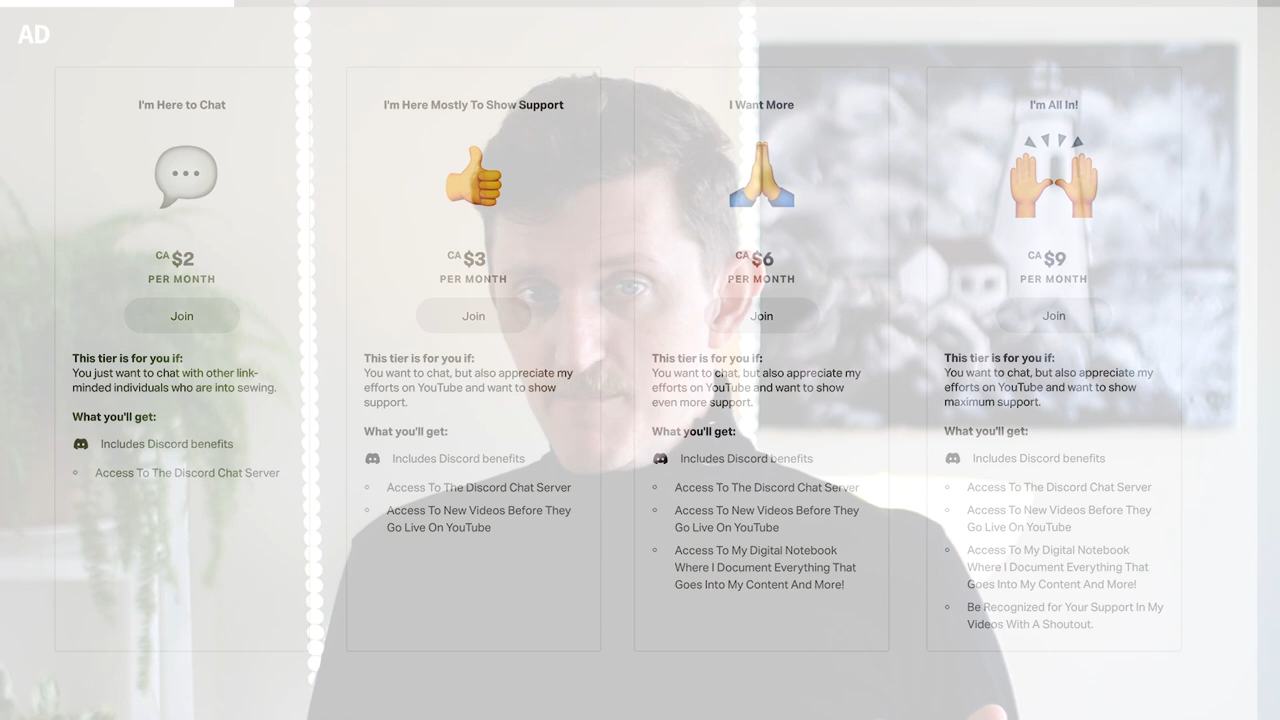 AD
I'm Here to Chat
CA $2
PER MONTH
Join
This tier is for you if:
You just want to chat with other link-
minded individuals who are into sewing.
What you'll get:
Includes Discord benefits
Access To The Discord Chat Server
I'm Here Mostly To Show Support
CA $3
PER MONTH
Join
This tier is for you if:
You want to chat, but also appreciate my
efforts on YouTube and want to show
support.
What you'll get:
Includes Discord benefits
Access To The Discord Chat Server
Access To New Videos Before They
Go Live On YouTube
I Want More
CA $6
PER MONTH
Join
This tier is for you if:
You want to chat, but also appreciate my
efforts on YouTube and want to show
even more support.
What you'll get:
Includes Discord benefits
Access To The Discord Chat Server
Access To New Videos Before They
Go Live On YouTube
Access To My Digital Notebook
Where I Document Everything That
Goes Into My Content And More!
I'm All In!
CA $9
PER MONTH
Join
This tier is for you if:
You want to chat, but also appreciate my
efforts on YouTube and want to show
maximum support.
What you'll get:
Includes Discord benefits
Access To The Discord Chat Server
Access To New Videos Before They
Go Live On YouTube
Access To My Digital Notebook
Where I Document Everything That
Goes Into My Content And More!
Be Recognized for Your Support In My
Videos With A Shoutout.